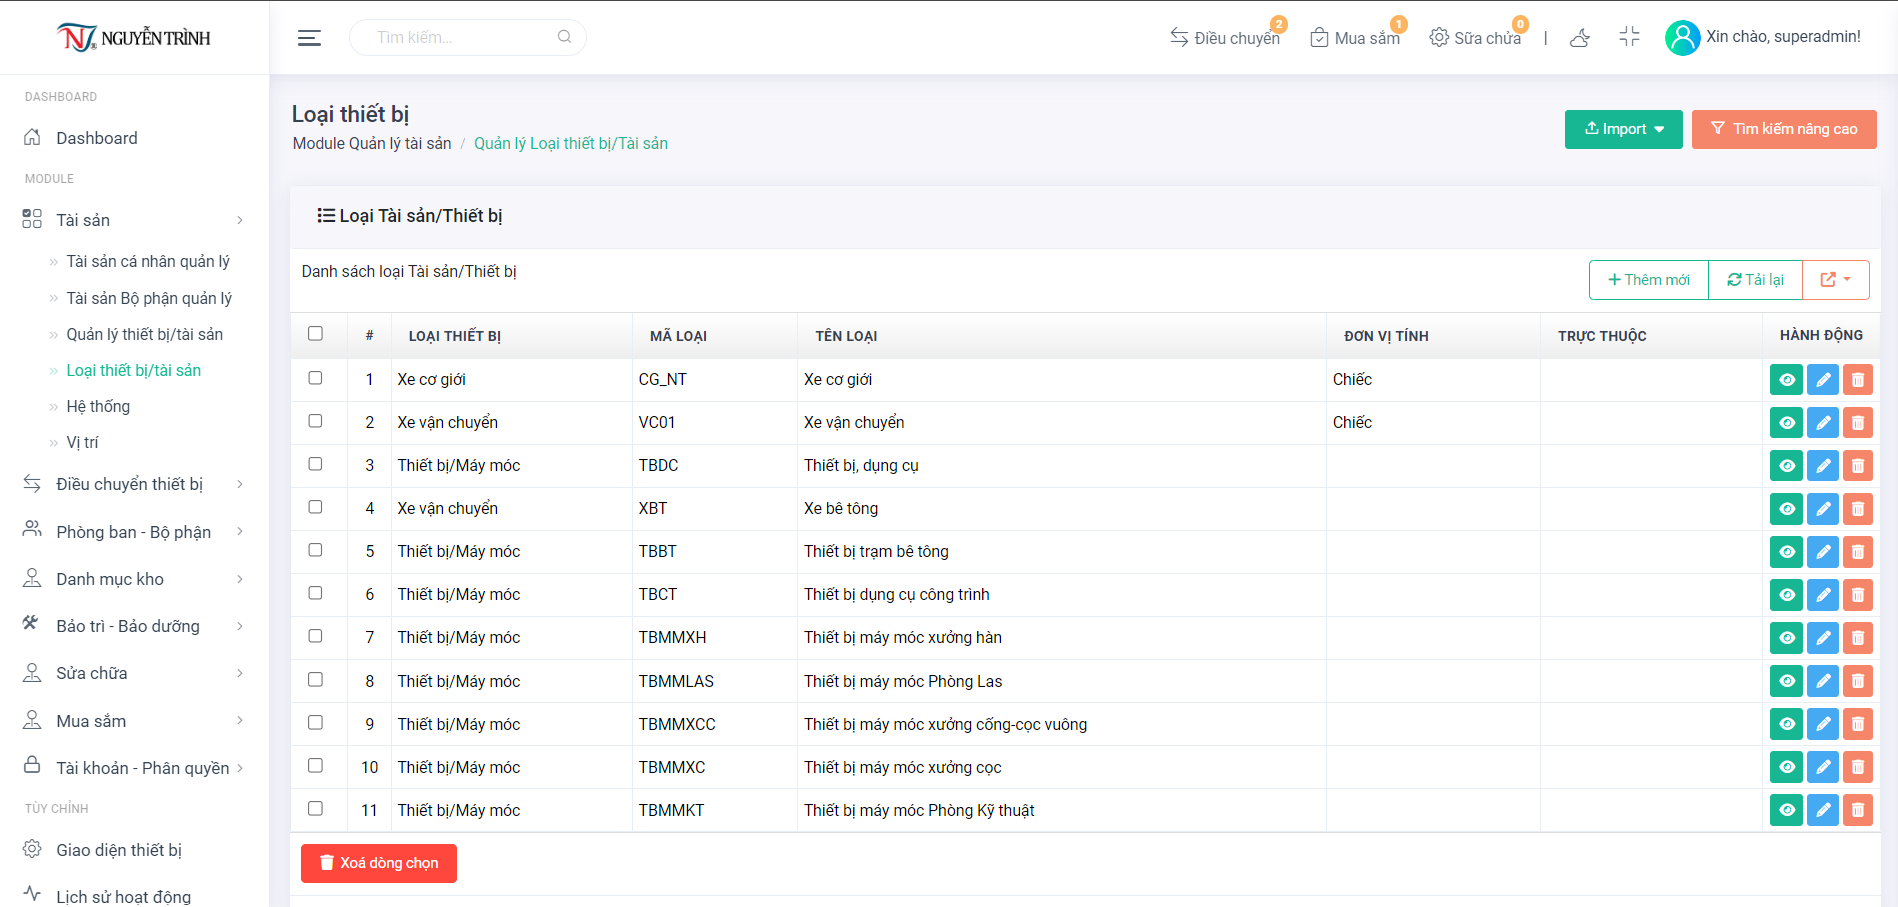 NT® NGUYỄN TRÌNH
Tìm kiếm...
Điều chuyển 2
Mua sắm 1
Sữa chửa 0
|
Xin chào, superadmin!
DASHBOARD
Dashboard
MODULE
Tài sản
Tài sản cá nhân quản lý
Tài sản Bộ phận quản lý
Quản lý thiết bị/tài sản
Loại thiết bị/tài sản
Hệ thống
Vị trí
Điều chuyển thiết bị
Phòng ban - Bộ phận
Danh mục kho
Bảo trì - Bảo dưỡng
Sửa chữa
Mua sắm
Tài khoản - Phân quyền
TÙY CHỈNH
Giao diện thiết bị
Lịch sử hoạt động
Loại thiết bị
Module Quản lý tài sản / Quản lý Loại thiết bị/Tài sản
Import
Tìm kiếm nâng cao
Loại Tài sản/Thiết bị
Danh sách loại Tài sản/Thiết bị
+ Thêm mới
Tải lại
# LOẠI THIẾT BỊ MÃ LOẠI TÊN LOẠI ĐƠN VỊ TÍNH TRỰC THUỘC HÀNH ĐỘNG
1 Xe cơ giới CG_NT Xe cơ giới Chiếc
2 Xe vận chuyển VC01 Xe vận chuyển Chiếc
3 Thiết bị/Máy móc TBDC Thiết bị, dụng cụ
4 Xe vận chuyển XBT Xe bê tông
5 Thiết bị/Máy móc TBBT Thiết bị trạm bê tông
6 Thiết bị/Máy móc TBCT Thiết bị dụng cụ công trình
7 Thiết bị/Máy móc TBMMXH Thiết bị máy móc xưởng hàn
8 Thiết bị/Máy móc TBMMLAS Thiết bị máy móc Phòng Las
9 Thiết bị/Máy móc TBMMXCC Thiết bị máy móc xưởng cống-cọc vuông
10 Thiết bị/Máy móc TBMMXC Thiết bị máy móc xưởng cọc
11 Thiết bị/Máy móc TBMMKT Thiết bị máy móc Phòng Kỹ thuật
Xoá dòng chọn